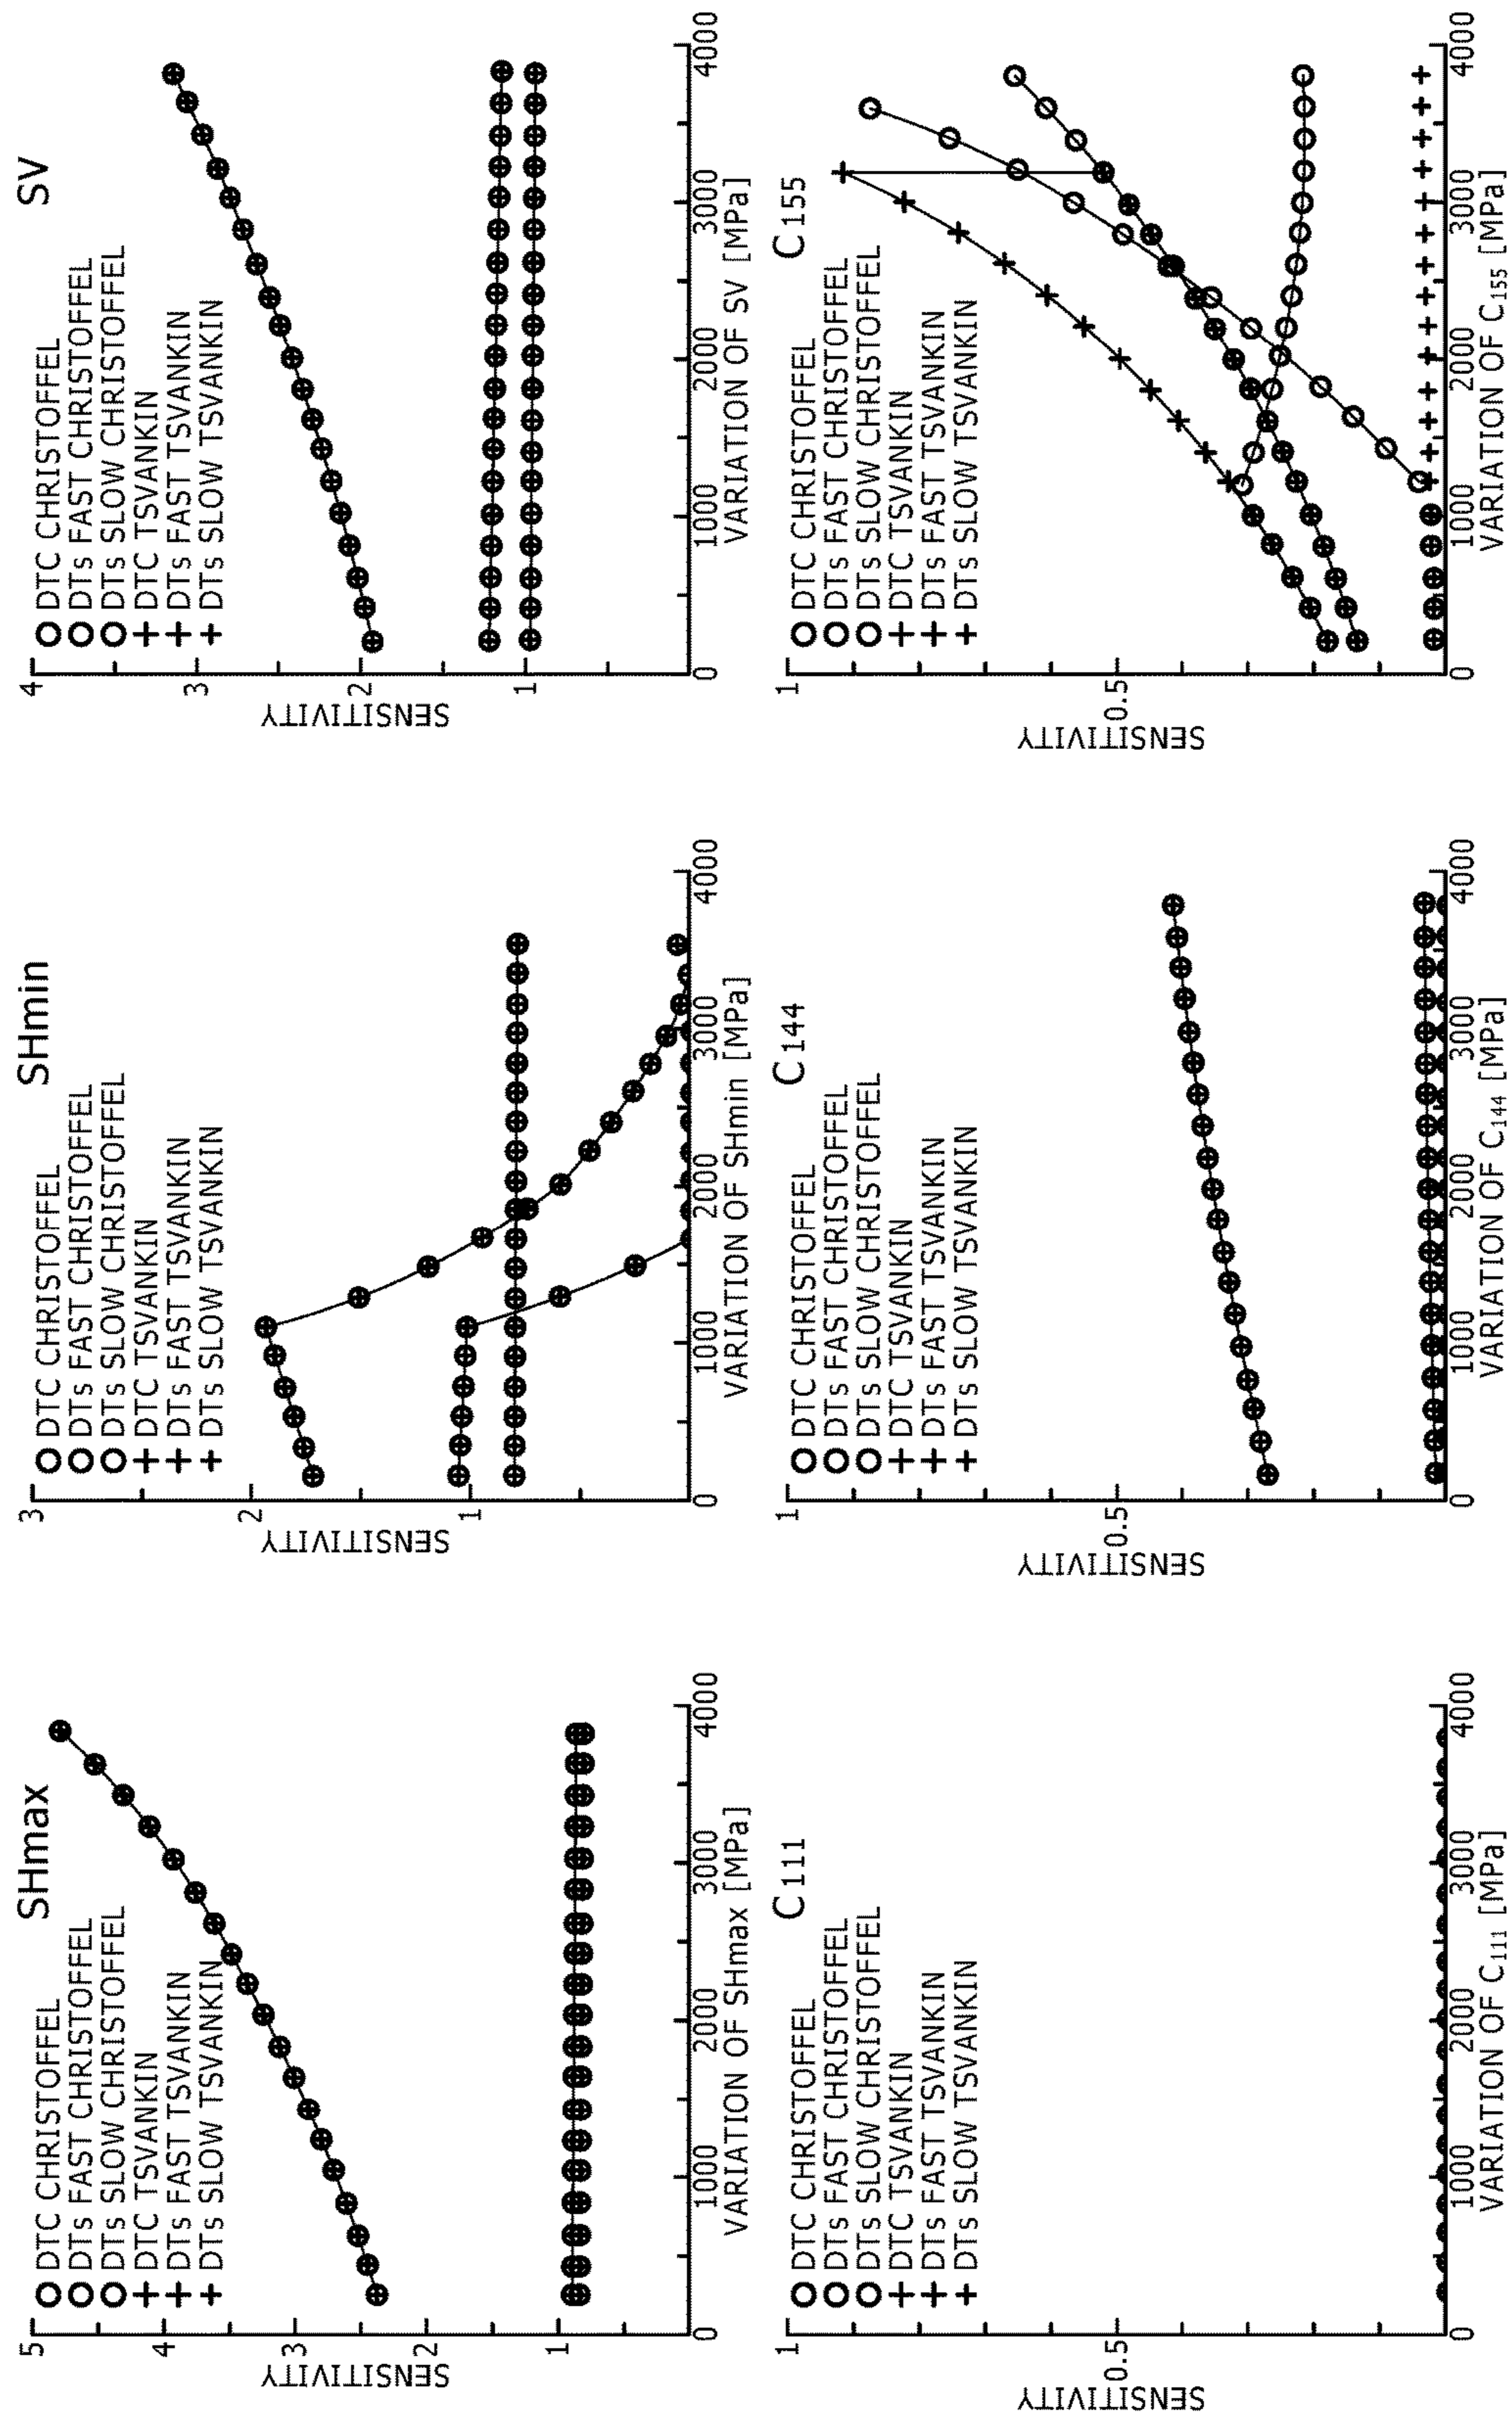 SHmax
O DTC CHRISTOFFEL
O DTs FAST CHRISTOFFEL
O DTs SLOW CHRISTOFFEL
+ DTC TSVANKIN
+ DTs FAST TSVANKIN
+ DTs SLOW TSVANKIN
SENSITIVITY
5
4
3
2
1
0
1000
2000
3000
4000
VARIATION OF SHmax [MPa]
SHmin
O DTC CHRISTOFFEL
O DTs FAST CHRISTOFFEL
O DTs SLOW CHRISTOFFEL
+ DTC TSVANKIN
+ DTs FAST TSVANKIN
+ DTs SLOW TSVANKIN
SENSITIVITY
3
2
1
0
1000
2000
3000
4000
VARIATION OF SHmin [MPa]
SV
O DTC CHRISTOFFEL
O DTs FAST CHRISTOFFEL
O DTs SLOW CHRISTOFFEL
+ DTC TSVANKIN
+ DTs FAST TSVANKIN
+ DTs SLOW TSVANKIN
SENSITIVITY
4
3
2
1
0
1000
2000
3000
4000
VARIATION OF SV [MPa]
C111
O DTC CHRISTOFFEL
O DTs FAST CHRISTOFFEL
O DTs SLOW CHRISTOFFEL
+ DTC TSVANKIN
+ DTs FAST TSVANKIN
+ DTs SLOW TSVANKIN
SENSITIVITY
1
0.5
0
1000
2000
3000
4000
VARIATION OF C111 [MPa]
C144
O DTC CHRISTOFFEL
O DTs FAST CHRISTOFFEL
O DTs SLOW CHRISTOFFEL
+ DTC TSVANKIN
+ DTs FAST TSVANKIN
+ DTs SLOW TSVANKIN
SENSITIVITY
1
0.5
0
1000
2000
3000
4000
VARIATION OF C144 [MPa]
C155
O DTC CHRISTOFFEL
O DTs FAST CHRISTOFFEL
O DTs SLOW CHRISTOFFEL
+ DTC TSVANKIN
+ DTs FAST TSVANKIN
+ DTs SLOW TSVANKIN
SENSITIVITY
1
0.5
0
1000
2000
3000
4000
VARIATION OF C155 [MPa]